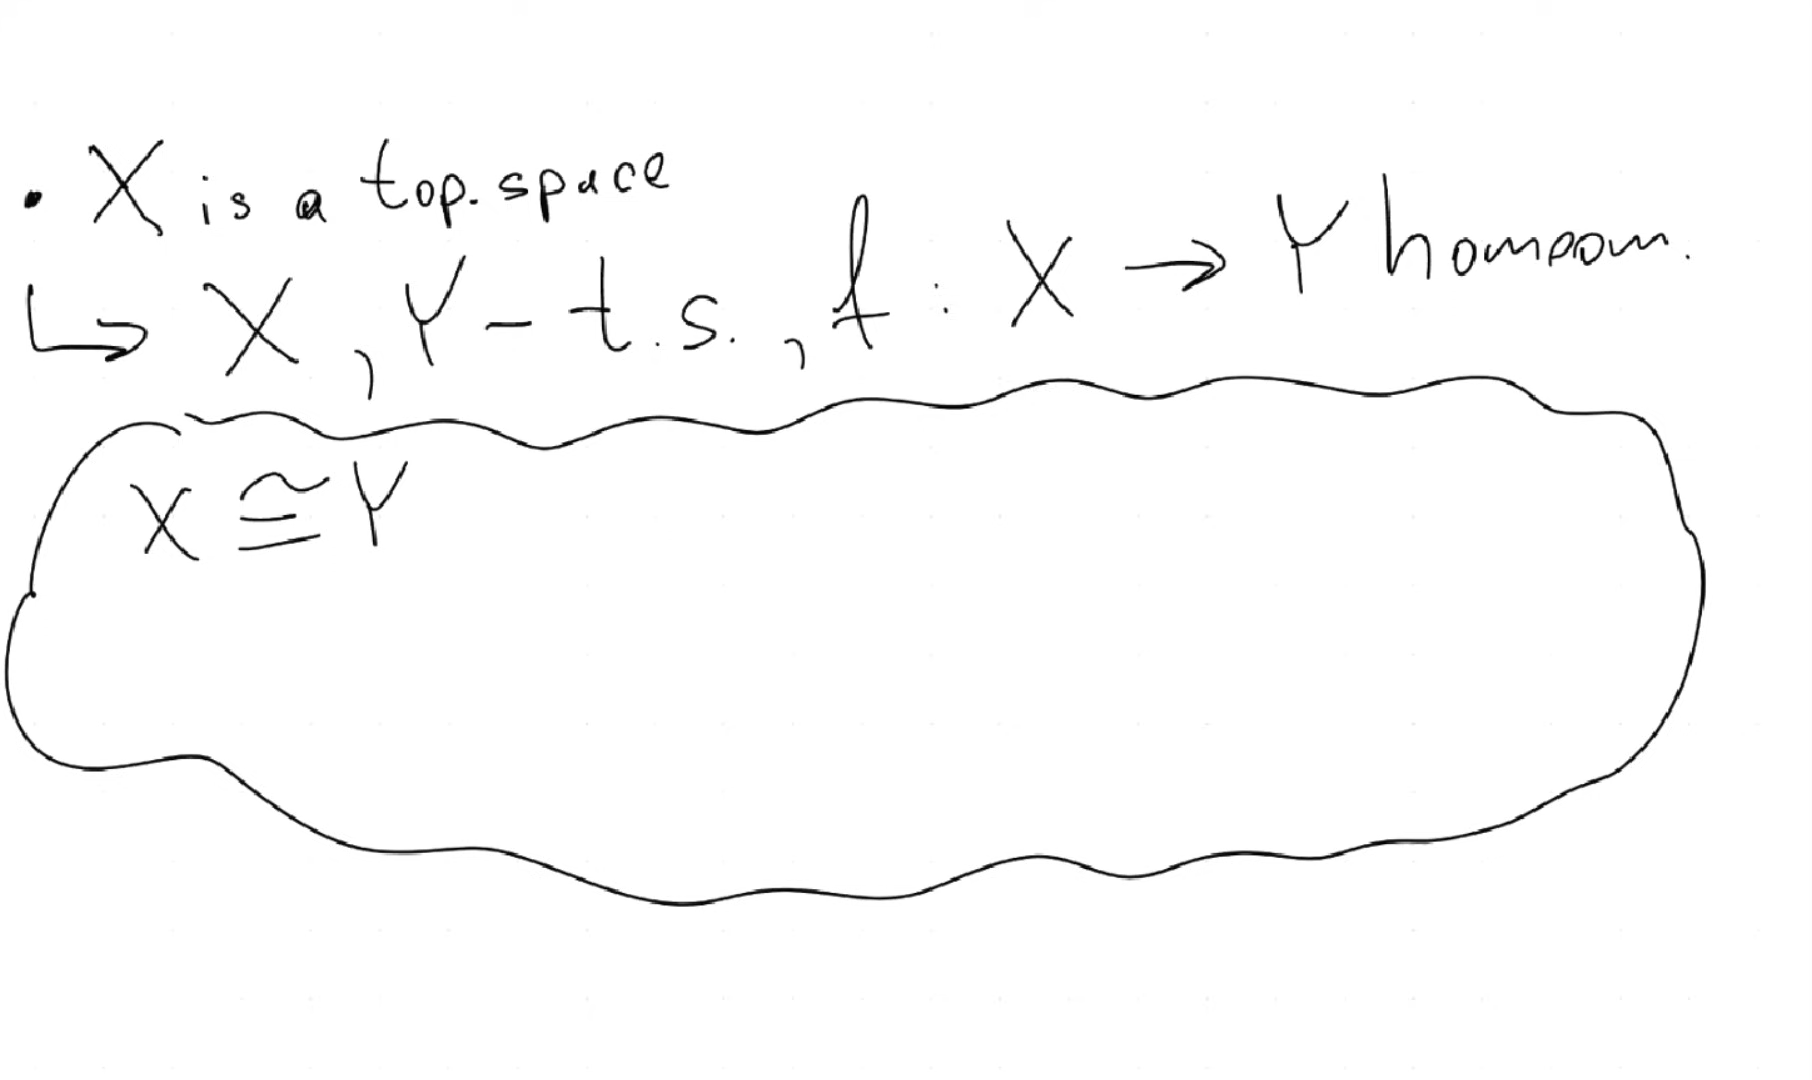 • X is a top. space
↳ X, Y - t.s., f : X → Y homeom.
X ≅ Y